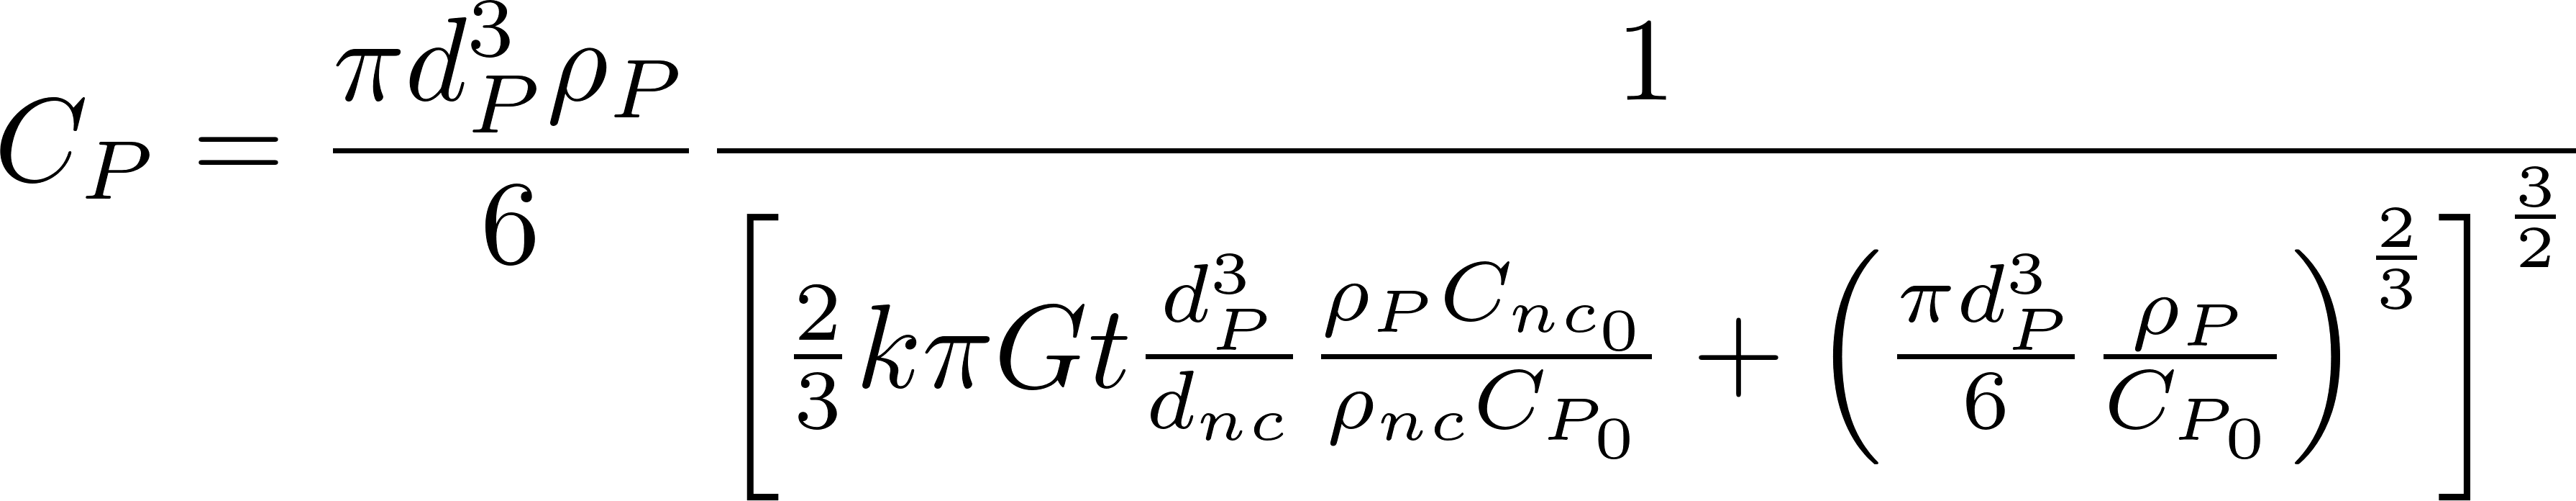 $C_P = \frac{\pi d_P^3 \rho_P}{6} \frac{1}{\left[ \frac{2}{3} k \pi G t \frac{d_P^3}{d_{nc}} \frac{\rho_P C_{nc_0}}{\rho_{nc} C_{P_0}} + \left( \frac{\pi d_P^3}{6} \frac{\rho_P}{C_{P_0}} \right)^{\frac{2}{3}} \right]^{\frac{3}{2}}}$